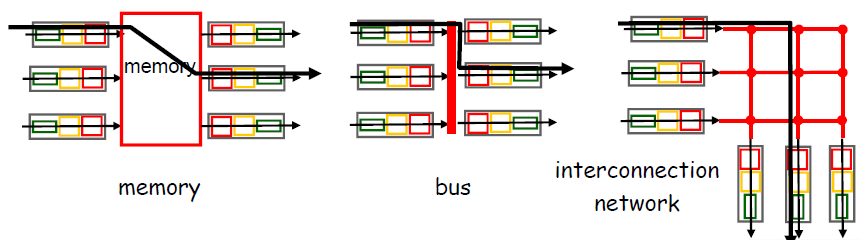 memory
memory
bus
interconnection
network